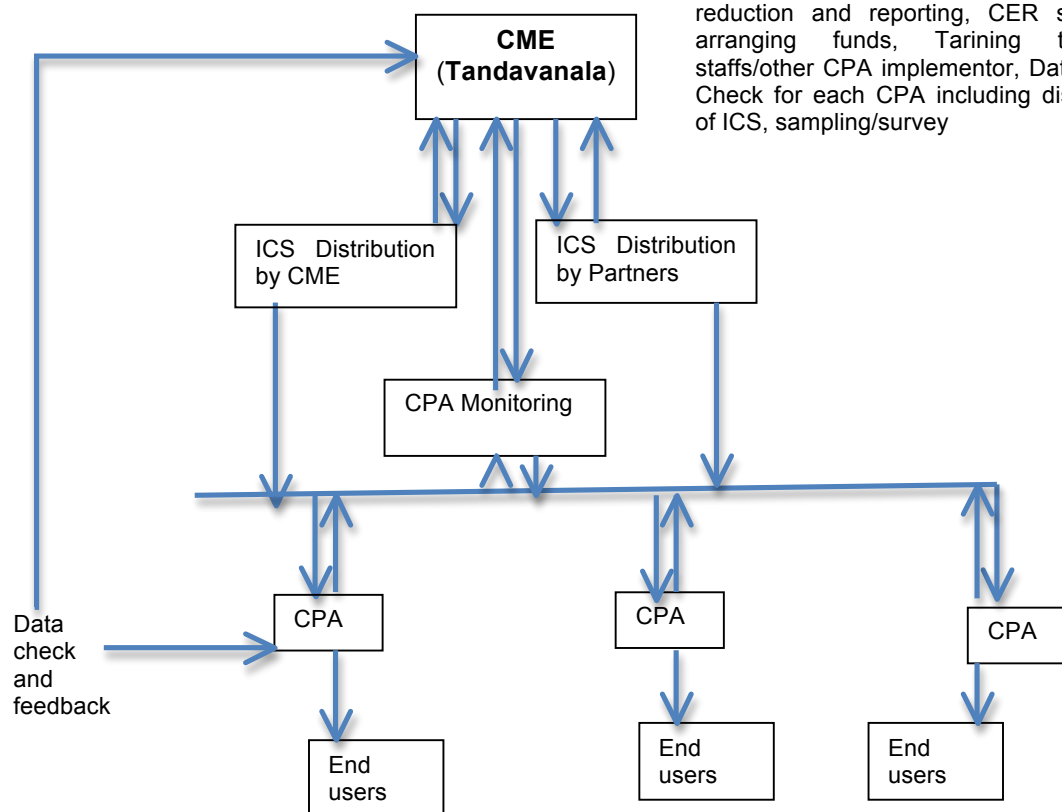 reduction and reporting, CER
arranging funds, Tarining
staffs/other CPA implementor,
Check for each CPA including
of ICS, sampling/survey
CME
(Tandavanala)
ICS Distribution
by CME
ICS Distribution
by Partners
CPA Monitoring
CPA
CPA
CPA
Data
check
and
feedback
End
users
End
users
End
users